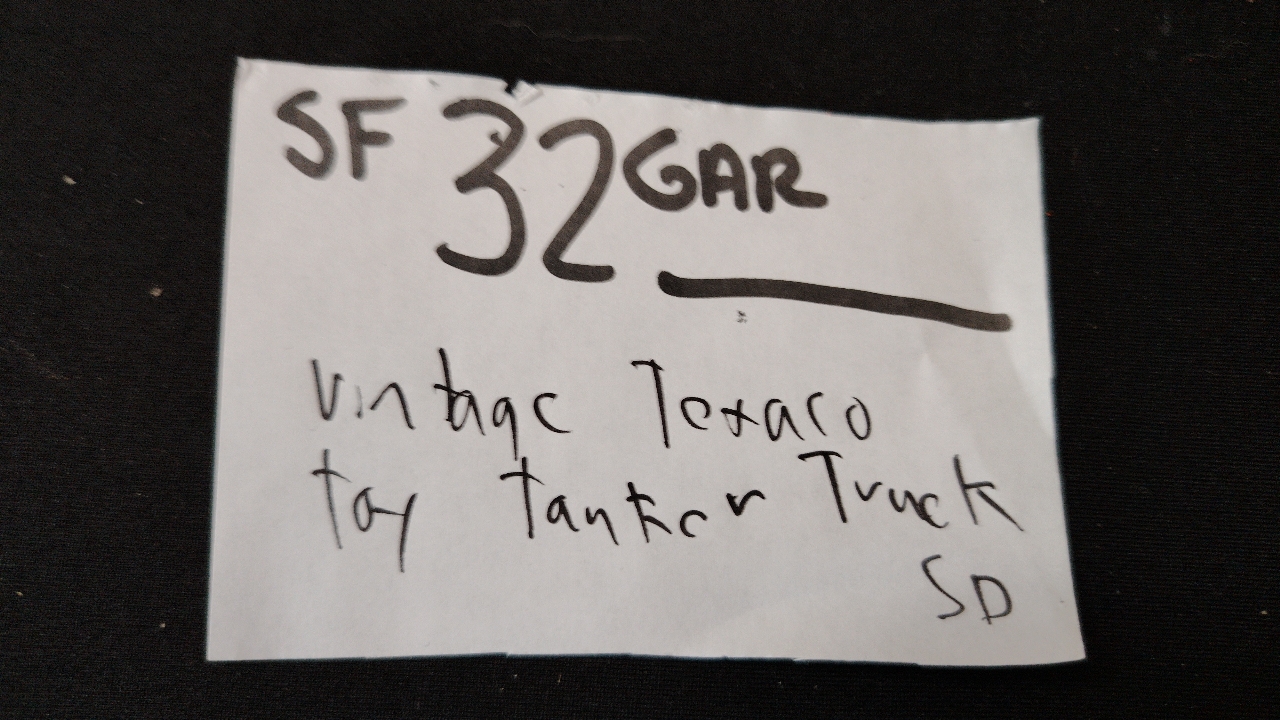 SF 32 GAR
Vintage Texaco
toy Tanker Truck
SD